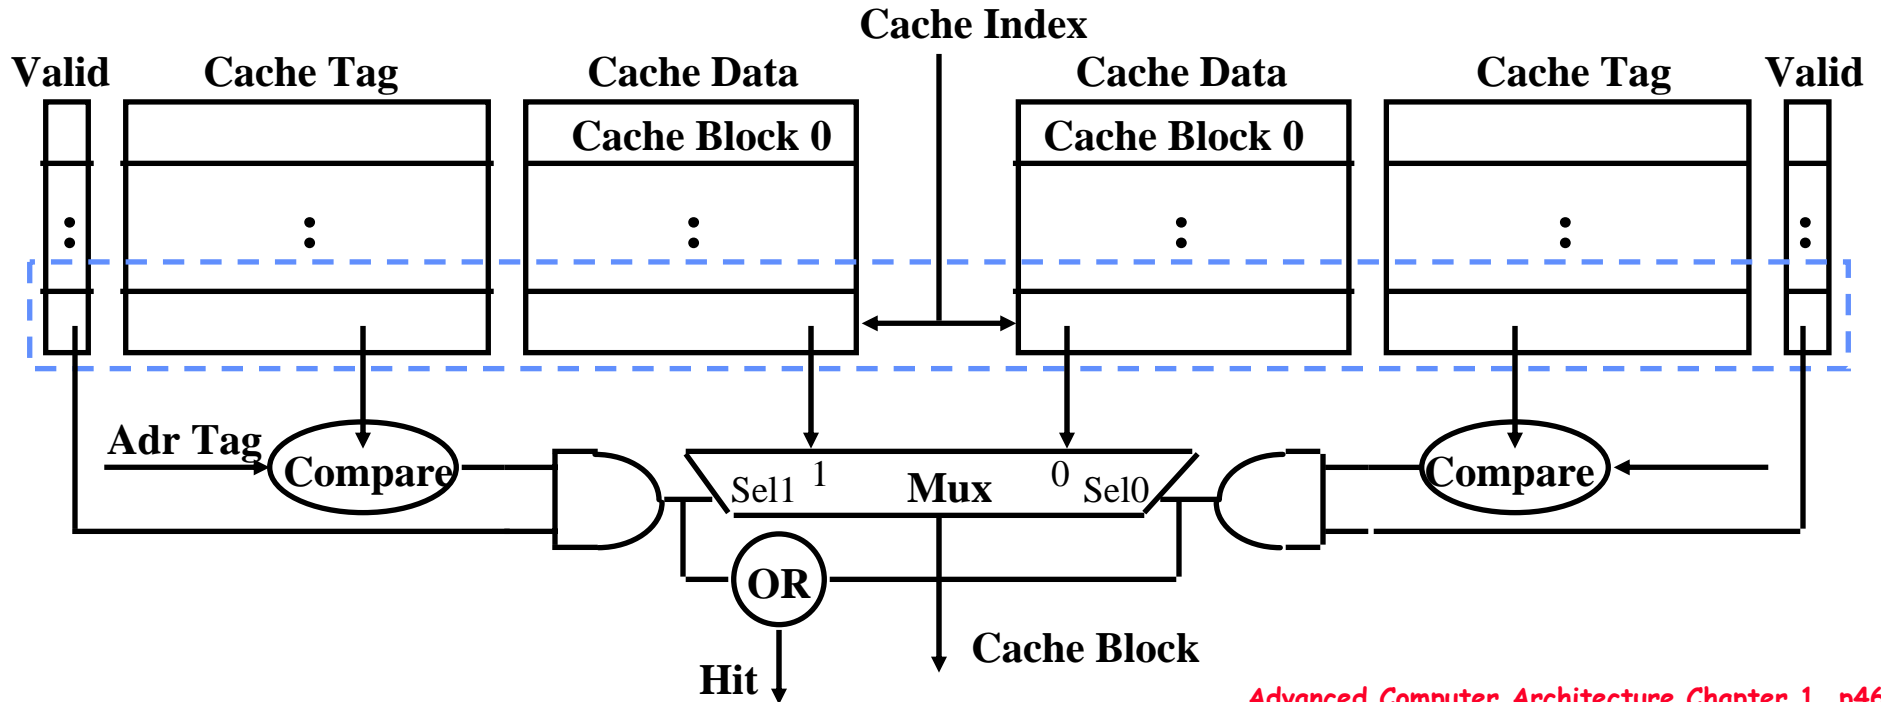 Cache Index
Valid Cache Tag Cache Data Cache Data Cache Tag Valid
Cache Block 0 Cache Block 0
Adr Tag
Compare Sel1 1 Mux 0 Sel0 Compare
OR
Cache Block
Hit
Advanced Computer Architecture Chapter 1 p46